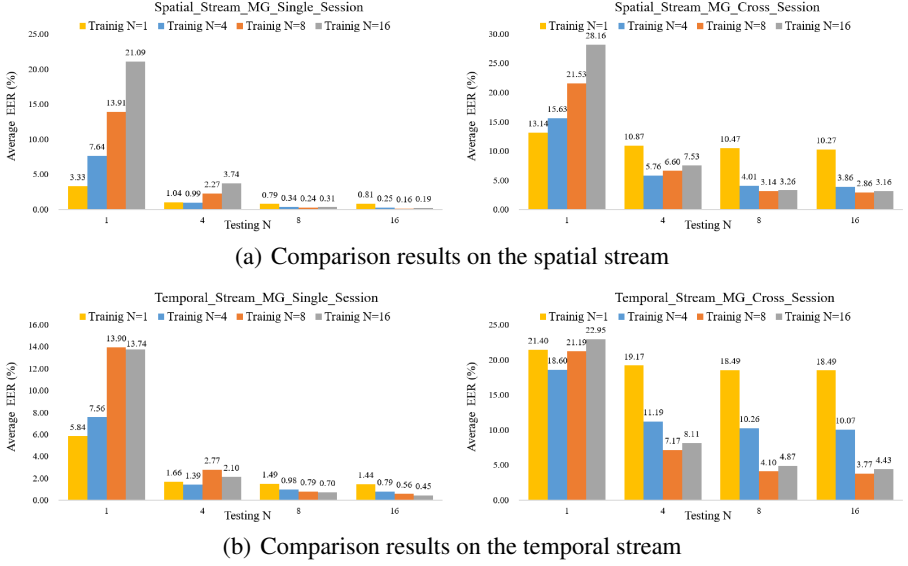 Spatial_Stream_MG_Single_Session
Trainig N=1 Trainig N=4 Trainig N=8 Trainig N=16
25.00
20.00
15.00
10.00
5.00
0.00
Average EER (%)
3.33 7.64 13.91 21.09
1.04 0.99 2.27 3.74
0.79 0.34 0.24 0.31
0.81 0.25 0.16 0.19
1 4 8 16
Testing N
Spatial_Stream_MG_Cross_Session
Trainig N=1 Trainig N=4 Trainig N=8 Trainig N=16
30.00
25.00
20.00
15.00
10.00
5.00
0.00
Average EER (%)
13.14 15.63 21.53 28.16
10.87 5.76 6.60 7.53
10.47 4.01 3.14 3.26
10.27 3.86 2.86 3.16
1 4 8 16
Testing N
(a) Comparison results on the spatial stream
Temporal_Stream_MG_Single_Session
Trainig N=1 Trainig N=4 Trainig N=8 Trainig N=16
16.00
14.00
12.00
10.00
8.00
6.00
4.00
2.00
0.00
Average EER (%)
5.84 7.56 13.90 13.74
1.66 1.39 2.77 2.10
1.49 0.98 0.79 0.70
1.44 0.79 0.56 0.45
1 4 8 16
Testing N
Temporal_Stream_MG_Cross_Session
Trainig N=1 Trainig N=4 Trainig N=8 Trainig N=16
25.00
20.00
15.00
10.00
5.00
0.00
Average EER (%)
21.40 18.60 21.19 22.95
19.17 11.19 7.17 8.11
18.49 10.26 4.10 4.87
18.49 10.07 3.77 4.43
1 4 8 16
Testing N
(b) Comparison results on the temporal stream